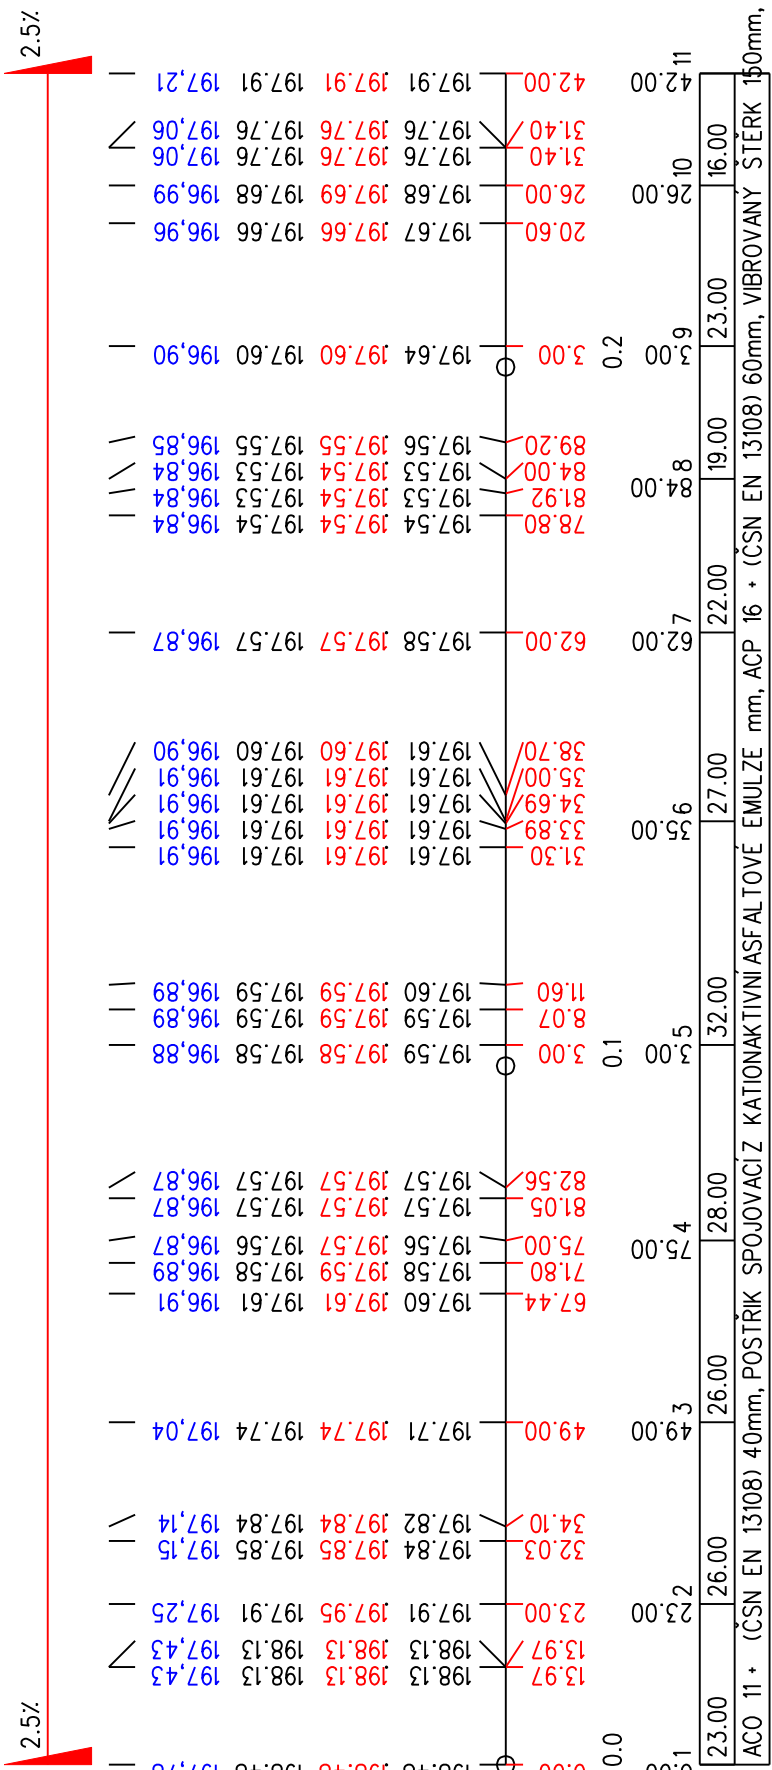 2.5%
197,21 197.91 197.91 197.91 42.00 42.00 11
197,06 197.76 197.76 197.76 31.40
197,06 197.76 197.76 197.76 31.40
16.00
196,99 197.68 197.69 197.68 26.00 26.00 10
196,96 197.66 197.66 197.67 20.60
23.00
196,90 197.60 197.60 197.64 3.00 3.00 9
0.2
196,85 197.55 197.55 197.56 89.20
19.00
196,84 197.53 197.54 197.53 84.00 84.00 8
196,84 197.53 197.54 197.53 81.92
196,84 197.54 197.54 197.54 78.80
22.00
196,87 197.57 197.57 197.58 62.00 62.00 7
196,90 197.60 197.60 197.61 38.70
27.00
196,91 197.61 197.61 197.61 35.00 35.00 6
196,91 197.61 197.61 197.61 34.69
196,91 197.61 197.61 197.61 33.89
196,91 197.61 197.61 197.61 31.30
196,89 197.59 197.59 197.60 11.60
32.00
196,89 197.59 197.59 197.59 8.07
196,88 197.58 197.58 197.59 3.00 3.00 5
0.1
196,87 197.57 197.57 197.57 82.56
196,87 197.57 197.57 197.57 81.05
28.00
196,87 197.56 197.57 197.56 75.00 75.00 4
196,89 197.58 197.59 197.58 71.80
196,91 197.61 197.61 197.60 67.44
26.00
197,04 197.74 197.74 197.71 49.00 49.00 3
197,14 197.84 197.84 197.82 34.10
197,15 197.85 197.85 197.84 32.03
26.00
197,25 197.91 197.95 197.91 23.00 23.00 2
197,43 198.13 198.13 198.13 13.97
197,43 198.13 198.13 198.13 13.97
2.5%
23.00
0.0
1
ACO 11 + (ČSN EN 13108) 40mm, POSTŘIK SPOJOVACÍ Z KATIONAKTIVNÍ ASFALTOVÉ EMULZE mm, ACP 16 + (ČSN EN 13108) 60mm, VIBROVANÝ ŠTĚRK 150mm,